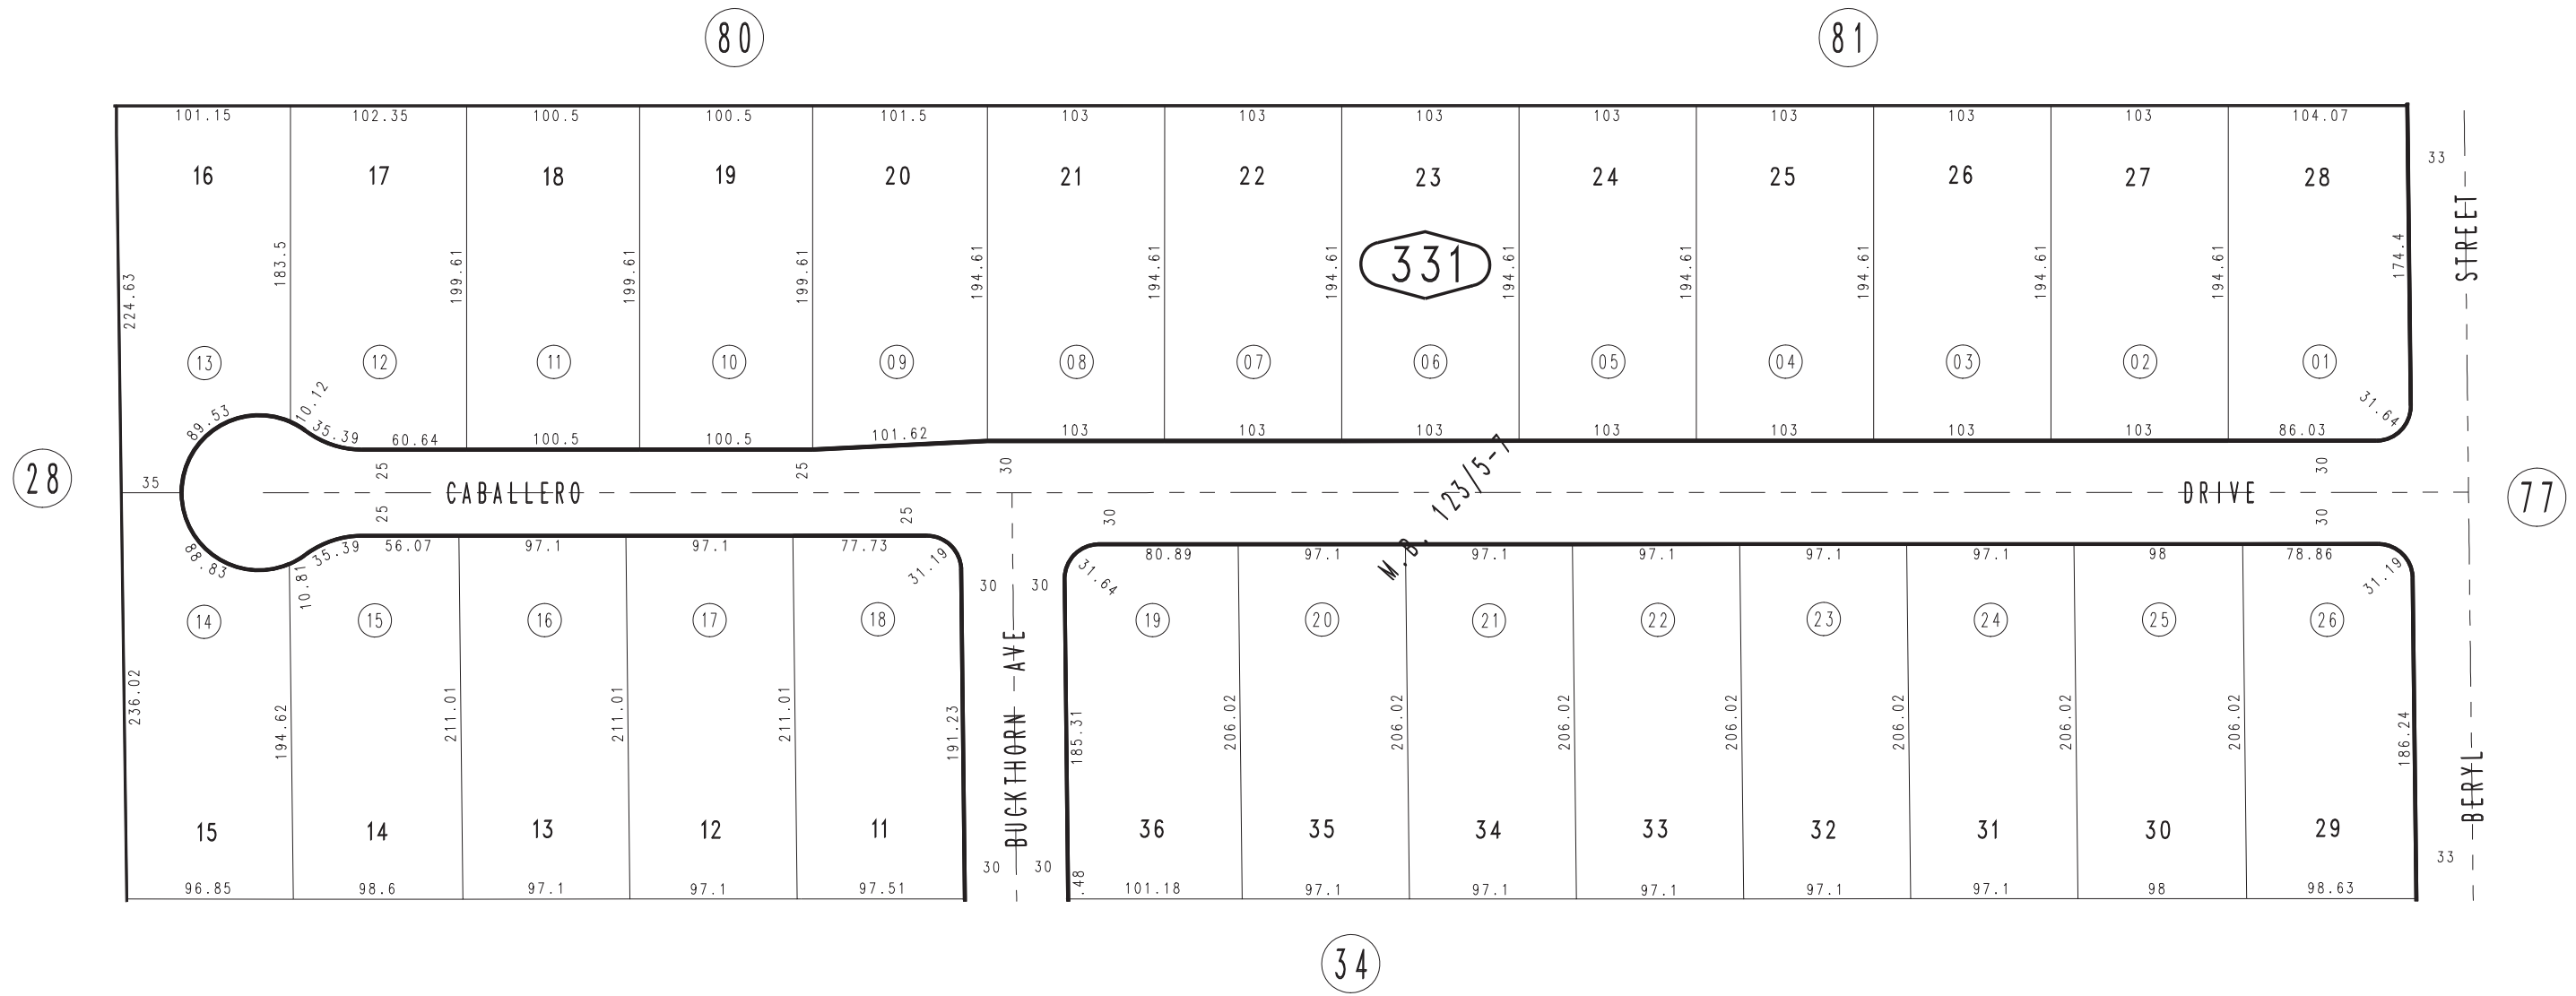 80 81
101.15 102.35 100.5 100.5 101.5 103 103 103 103 103 103 103 104.07
33
16 17 18 19 20 21 22 23 24 25 26 27 28
STREET
224.63 183.5 199.61 199.61 199.61 194.61 194.61 194.61 194.61 194.61 194.61 194.61 194.61 174.4
331
13 12 11 10 09 08 07 06 05 04 03 02 01
89.53 10.12 35.39 60.64 100.5 100.5 101.62 103 103 103 103 103 103 103 86.03 31.64
25 25 30 30
28 35 CABALLERO M.B. 123/5-7 DRIVE 77
25 25 30 30
88.83 10.81 35.39 56.07 97.1 97.1 77.73 31.19 31.64 80.89 97.1 97.1 97.1 97.1 97.1 98 78.86 31.19
30 30
14 15 16 17 18 19 20 21 22 23 24 25 26
236.02 194.62 211.01 211.01 211.01 191.23 185.31 206.02 206.02 206.02 206.02 206.02 206.02 206.02 186.24
BUCKTHORN AVE
BERYL
15 14 13 12 11 36 35 34 33 32 31 30 29
30 30 33
96.85 98.6 97.1 97.1 97.51 .48 101.18 97.1 97.1 97.1 97.1 97.1 98 98.63
34